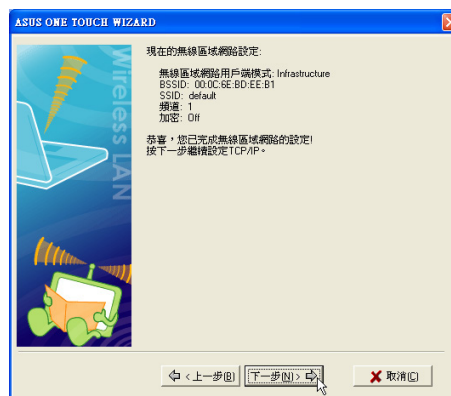 ASUS ONE TOUCH WIZARD
Wireless LAN
現在的無線區域網路設定:
無線區域網路用戶端模式: Infrastructure
BSSID: 00:0C:6E:BD:EE:B1
SSID: default
頻道: 1
加密: Off
恭喜，您已完成無線區域網路的設定!
按下一步繼續設定TCP/IP。
<上一步(B)
下一步(N)>
取消(C)